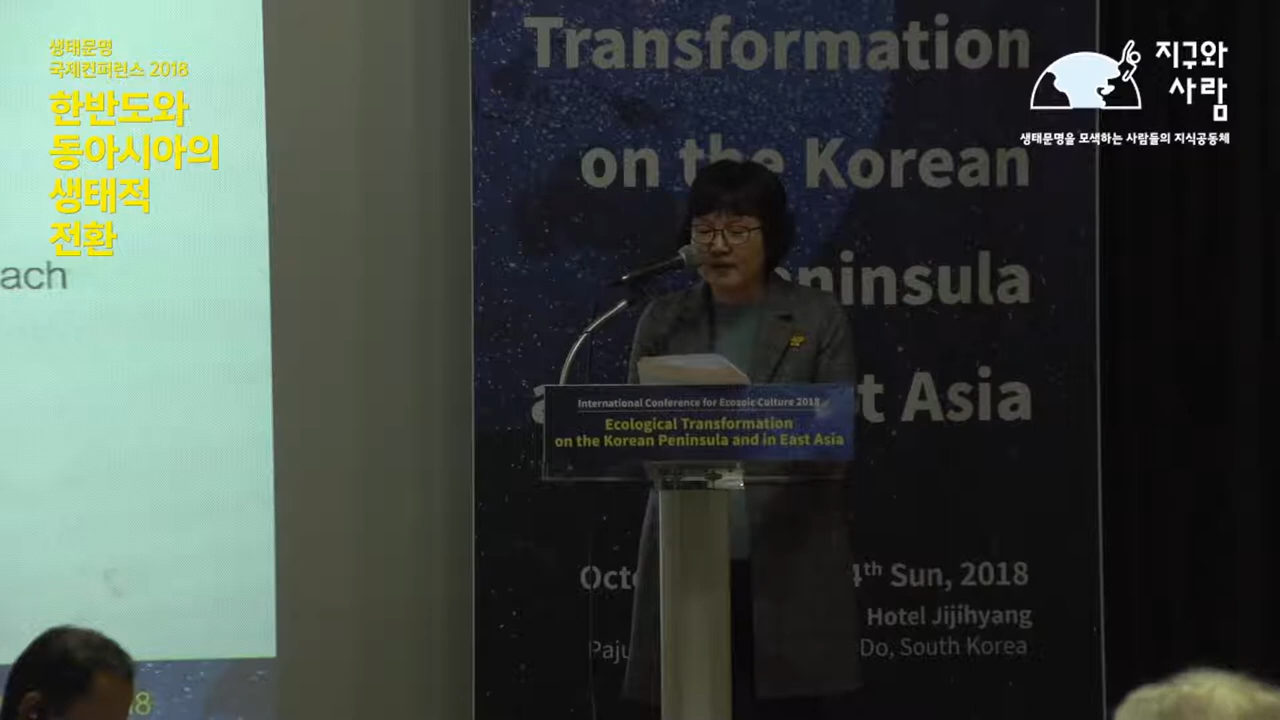 생태문명
국제컨퍼런스 2018
한반도와
동아시아의
생태적
전환
ach
지구와
사람
생태문명을 모색하는 사람들의 지식공동체
Transformation
on the Korean
eninsula
t Asia
International Conference for Ecozoic Culture 2018
Ecological Transformation
on the Korean Peninsula and in East Asia
Octo 4th Sun, 2018
Hotel Jijihyang
Paju Do, South Korea
8